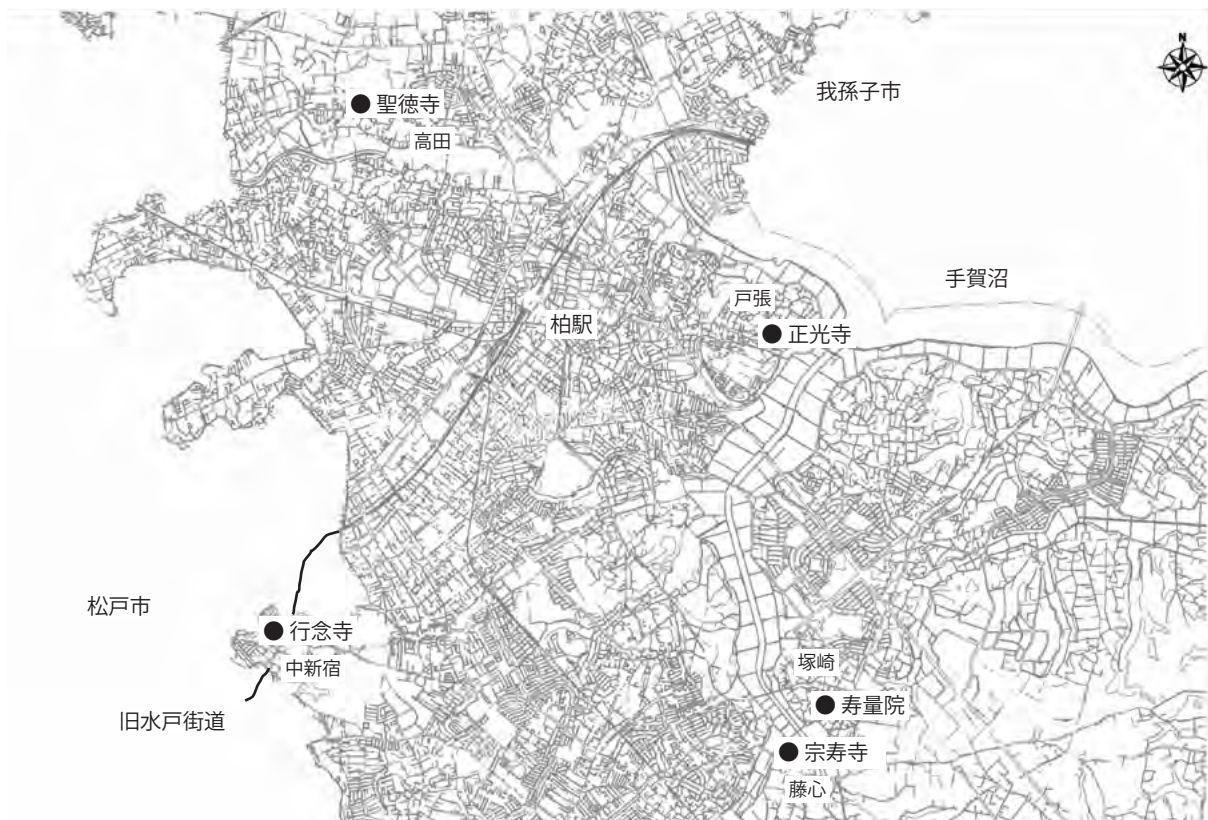 N
我孫子市
聖徳寺
高田
手賀沼
戸張
柏駅
正光寺
松戸市
行念寺
中新宿
塚崎
旧水戸街道
寿量院
宗寿寺
藤心